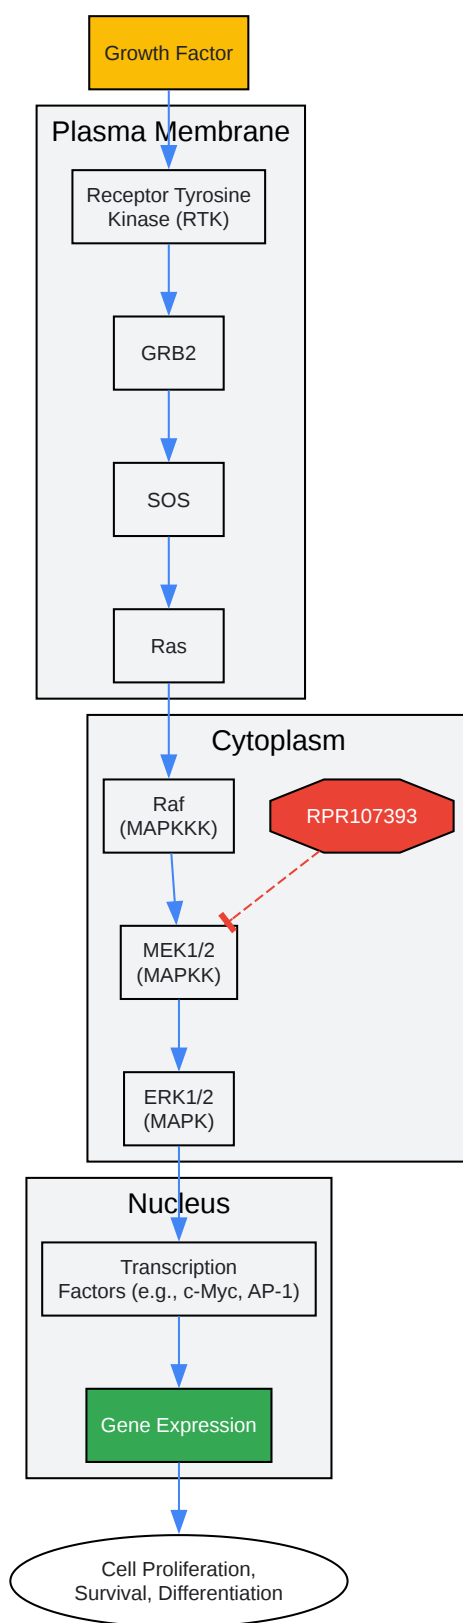 Growth Factor
Plasma Membrane
Receptor Tyrosine
Kinase (RTK)
GRB2
SOS
Ras
Cytoplasm
Raf
(MAPKKK)
RPR107393
MEK1/2
(MAPKK)
ERK1/2
(MAPK)
Nucleus
Transcription
Factors (e.g., c-Myc, AP-1)
Gene Expression
Cell Proliferation,
Survival, Differentiation